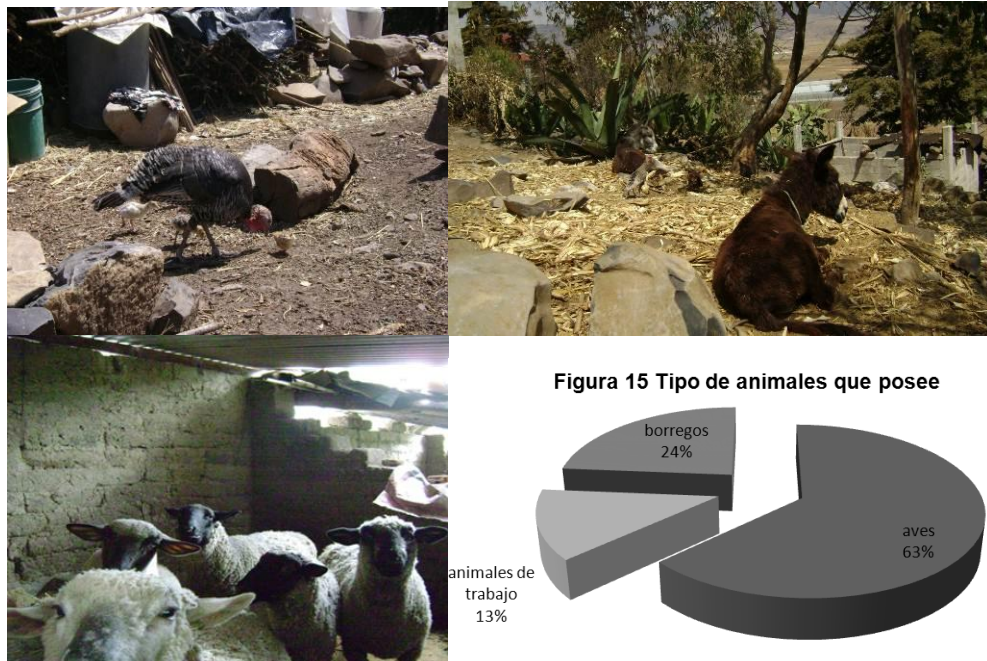 Figura 15 Tipo de animales que posee
borregos
24%
aves
63%
animales de
trabajo
13%